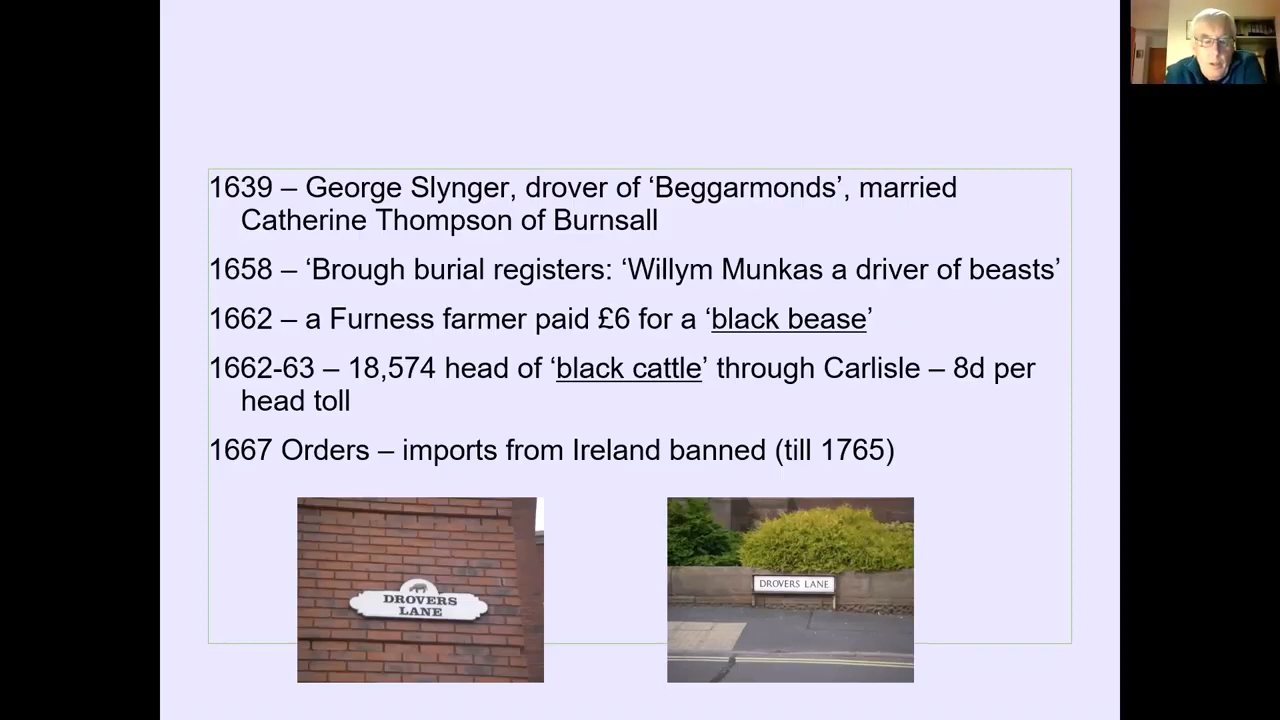 1639 – George Slynger, drover of ‘Beggarmonds’, married
Catherine Thompson of Burnsall
1658 – ‘Brough burial registers: ‘Willym Munkas a driver of beasts’
1662 – a Furness farmer paid £6 for a ‘black bease’
1662-63 – 18,574 head of ‘black cattle’ through Carlisle – 8d per
head toll
1667 Orders – imports from Ireland banned (till 1765)
DROVERS
LANE
DROVERS LANE